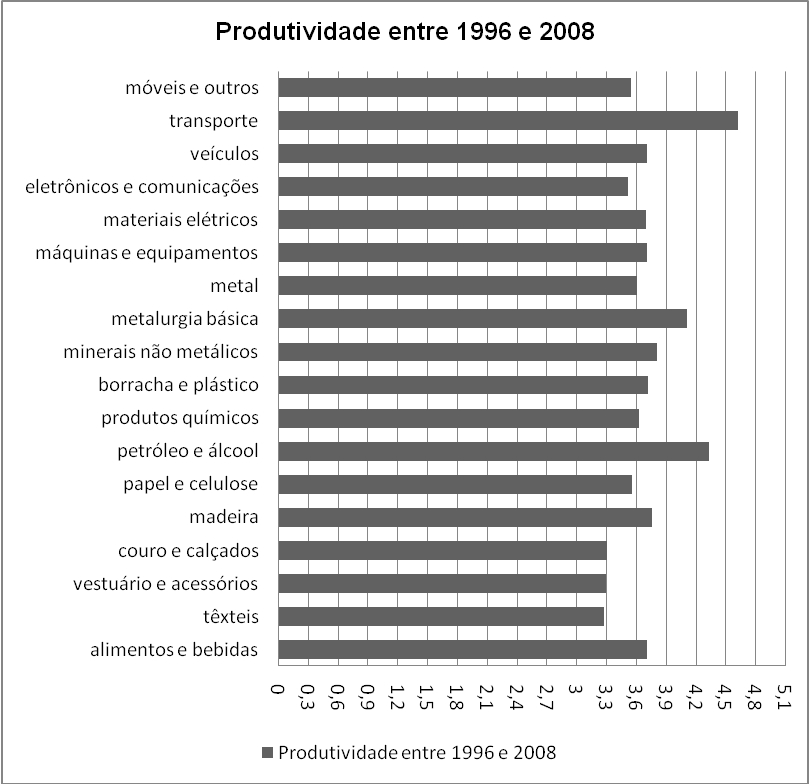 Produtividade entre 1996 e 2008
móveis e outros
transporte
veículos
eletrônicos e comunicações
materiais elétricos
máquinas e equipamentos
metal
metalurgia básica
minerais não metálicos
borracha e plástico
produtos químicos
petróleo e álcool
papel e celulose
madeira
couro e calçados
vestuário e acessórios
têxteis
alimentos e bebidas
0 0,3 0,6 0,9 1,2 1,5 1,8 2,1 2,4 2,7 3 3,3 3,6 3,9 4,2 4,5 4,8 5,1
Produtividade entre 1996 e 2008